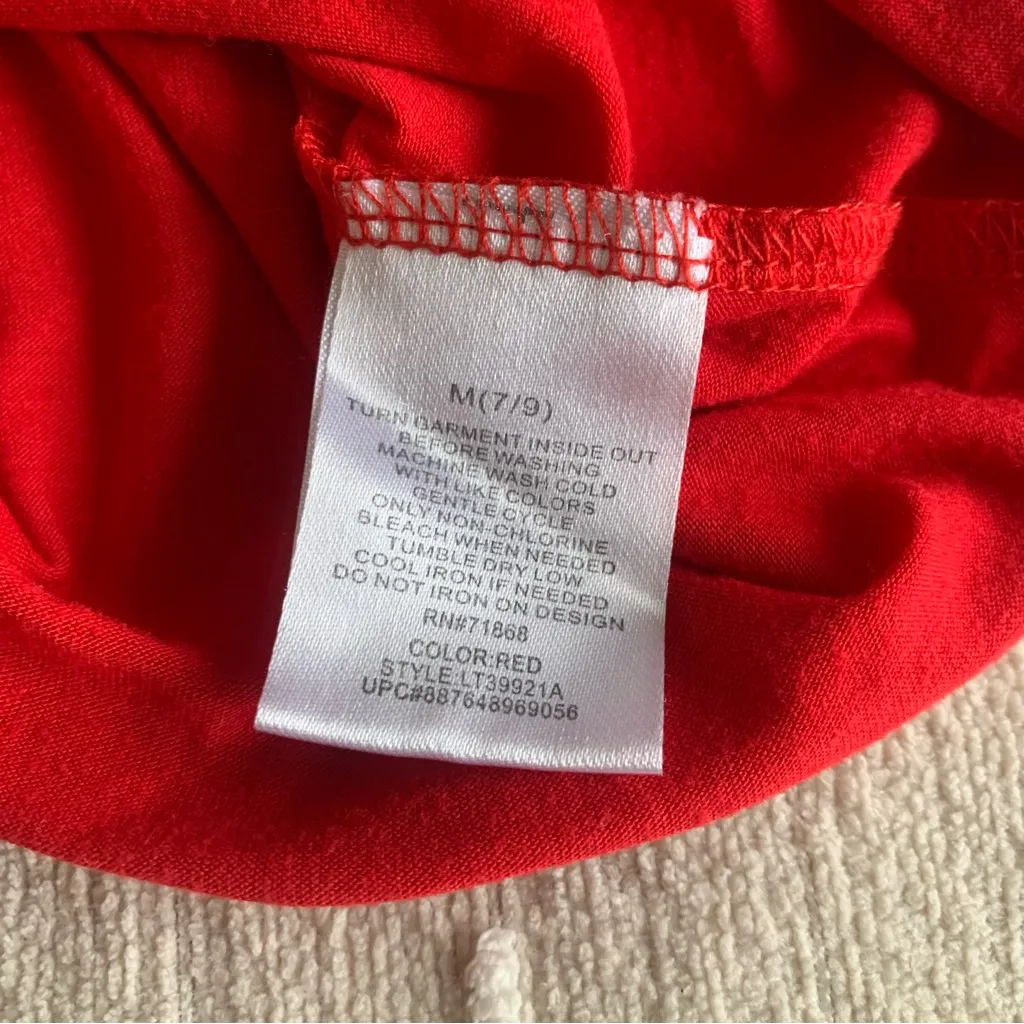 M(7/9)
TURN GARMENT INSIDE OUT
BEFORE WASHING
MACHINE WASH COLD
WITH LIKE COLORS
GENTLE CYCLE
ONLY NON-CHLORINE
BLEACH WHEN NEEDED
TUMBLE DRY LOW
COOL IRON IF NEEDED
DO NOT IRON ON DESIGN
RN#71868
COLOR:RED
STYLE:LT39921A
UPC#887648969056